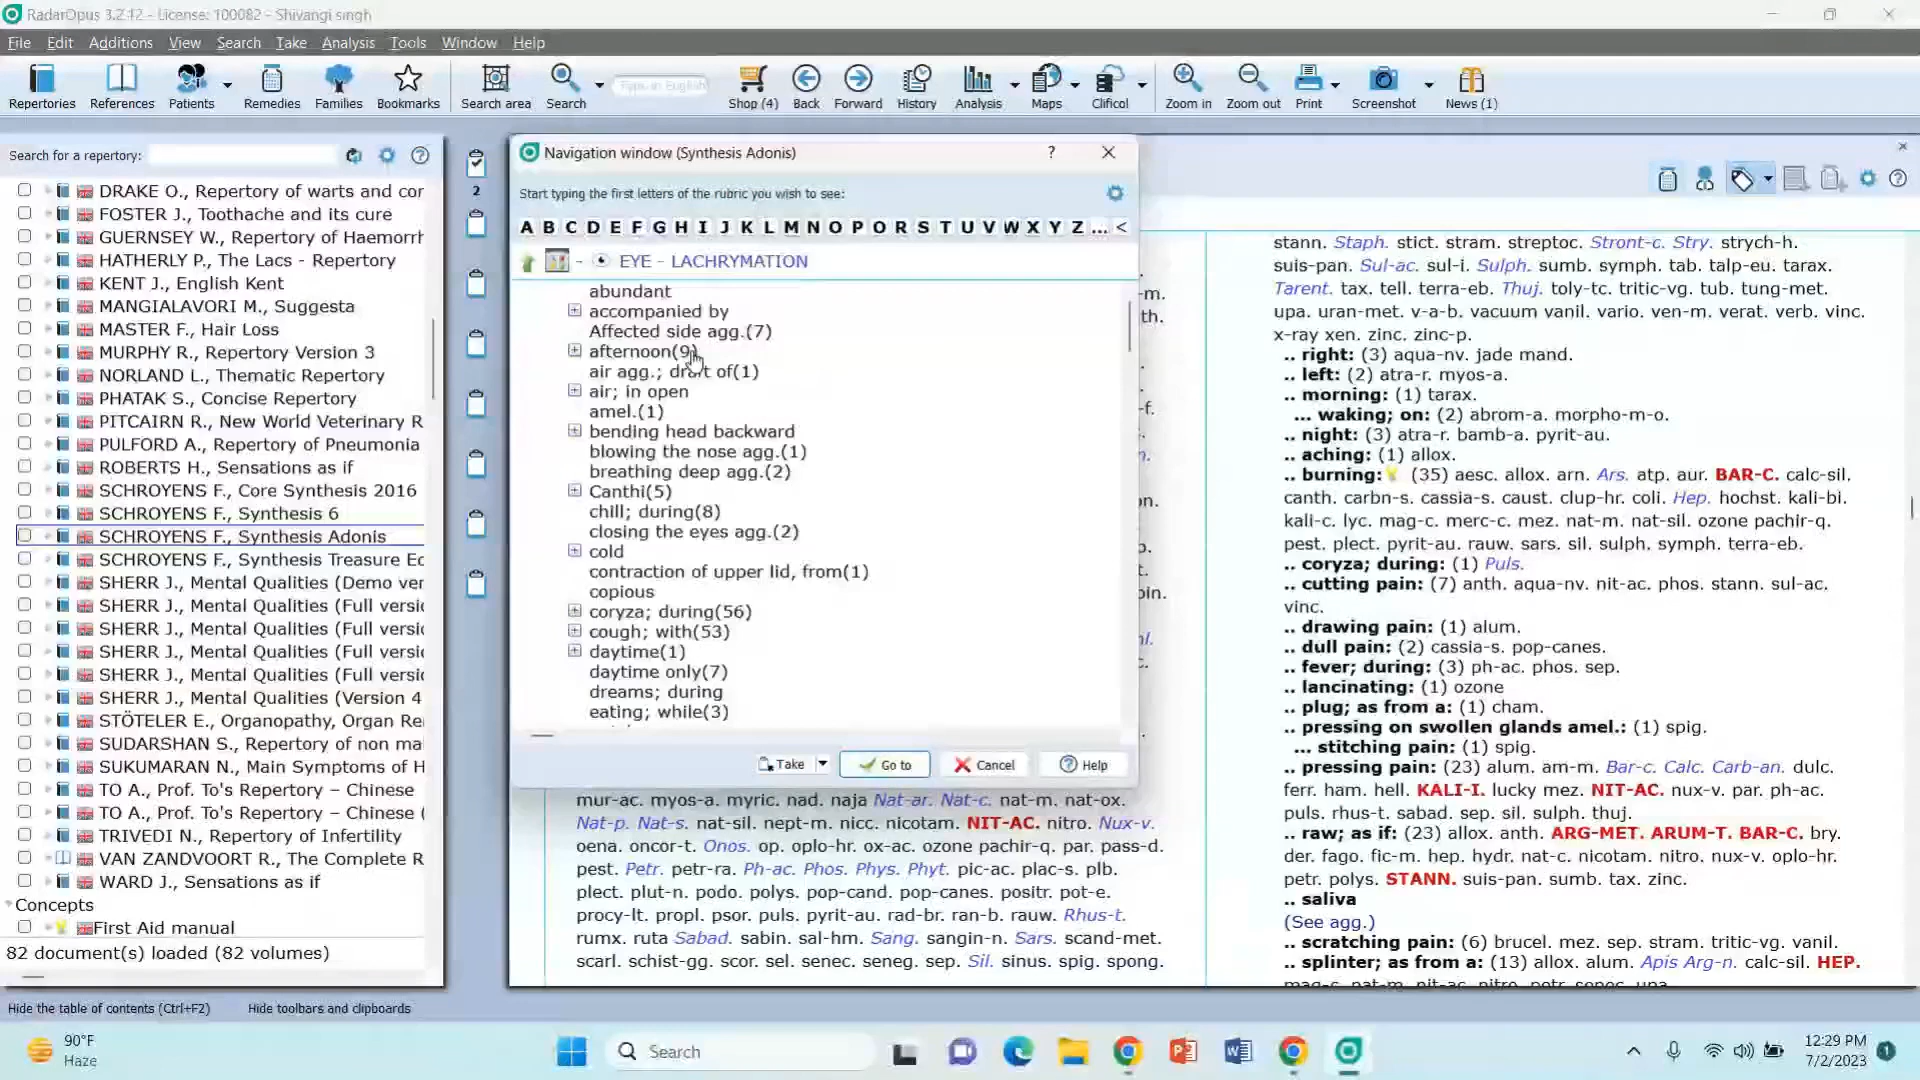 RadarOpus 3.2.12 - License: 100082 - Shivangi singh
File Edit Additions View Search Take Analysis Tools Window Help
Repertories References Patients Remedies Families Bookmarks Search area Search Type in English Shop (4) Back Forward History Analysis Maps Clificol Zoom in Zoom out Print Screenshot News (1)
Search for a repertory:
DRAKE O., Repertory of warts and cor
FOSTER J., Toothache and its cure
GUERNSEY W., Repertory of Haemorrh
HATHERLY P., The Lacs - Repertory
KENT J., English Kent
MANGIALAVORI M., Suggesta
MASTER F., Hair Loss
MURPHY R., Repertory Version 3
NORLAND L., Thematic Repertory
PHATAK S., Concise Repertory
PITCAIRN R., New World Veterinary R
PULFORD A., Repertory of Pneumonia
ROBERTS H., Sensations as if
SCHROYENS F., Core Synthesis 2016
SCHROYENS F., Synthesis 6
SCHROYENS F., Synthesis Adonis
SCHROYENS F., Synthesis Treasure Ec
SHERR J., Mental Qualities (Demo ver
SHERR J., Mental Qualities (Full versic
SHERR J., Mental Qualities (Full versic
SHERR J., Mental Qualities (Full versic
SHERR J., Mental Qualities (Full versic
SHERR J., Mental Qualities (Version 4
STÖTELER E., Organopathy, Organ Re
SUDARSHAN S., Repertory of non ma
SUKUMARAN N., Main Symptoms of H
TO A., Prof. To's Repertory – Chinese
TO A., Prof. To's Repertory – Chinese (
TRIVEDI N., Repertory of Infertility
VAN ZANDVOORT R., The Complete R
WARD J., Sensations as if
Concepts
First Aid manual
82 document(s) loaded (82 volumes)
2
Navigation window (Synthesis Adonis)
Start typing the first letters of the rubric you wish to see:
A B C D E F G H I J K L M N O P O R S T U V W X Y Z ... <
- EYE - LACHRYMATION
abundant
accompanied by
Affected side agg.(7)
afternoon(9)
air agg.; draft of(1)
air; in open
amel.(1)
bending head backward
blowing the nose agg.(1)
breathing deep agg.(2)
Canthi(5)
chill; during(8)
closing the eyes agg.(2)
cold
contraction of upper lid, from(1)
copious
coryza; during(56)
cough; with(53)
daytime(1)
daytime only(7)
dreams; during
eating; while(3)
Take Go to Cancel Help
mur-ac. myos-a. myric. nad. naja Nat-ar. Nat-c. nat-m. nat-ox.
Nat-p. Nat-s. nat-sil. nept-m. nicc. nicotam. NIT-AC. nitro. Nux-v.
oena. oncor-t. Onos. op. oplo-hr. ox-ac. ozone pachir-q. par. pass-d.
pest. Petr. petr-ra. Ph-ac. Phos. Phys. Phyt. pic-ac. plac-s. plb.
plect. plut-n. podo. polys. pop-cand. pop-canes. positr. pot-e.
procy-lt. propl. psor. puls. pyrit-au. rad-br. ran-b. rauw. Rhus-t.
rumx. ruta Sabad. sabin. sal-hm. Sang. sangin-n. Sars. scand-met.
scarl. schist-gg. scor. sel. senec. seneg. sep. Sil. sinus. spig. spong.
stann. Staph. stict. stram. streptoc. Stront-c. Stry. strych-h.
suis-pan. Sul-ac. sul-i. Sulph. sumb. symph. tab. talp-eu. tarax.
Tarent. tax. tell. terra-eb. Thuj. toly-tc. tritic-vg. tub. tung-met.
upa. uran-met. v-a-b. vacuum vanil. vario. ven-m. verat. verb. vinc.
x-ray xen. zinc. zinc-p.
.. right: (3) aqua-nv. jade mand.
.. left: (2) atra-r. myos-a.
.. morning: (1) tarax.
... waking; on: (2) abrom-a. morpho-m-o.
.. night: (3) atra-r. bamb-a. pyrit-au.
.. aching: (1) allox.
.. burning: (35) aesc. allox. arn. Ars. atp. aur. BAR-C. calc-sil.
canth. carbn-s. cassia-s. caust. clup-hr. coli. Hep. hochst. kali-bi.
kali-c. lyc. mag-c. merc-c. mez. nat-m. nat-sil. ozone pachir-q.
pest. plect. pyrit-au. rauw. sars. sil. sulph. symph. terra-eb.
.. coryza; during: (1) Puls.
.. cutting pain: (7) anth. aqua-nv. nit-ac. phos. stann. sul-ac.
vinc.
.. drawing pain: (1) alum.
.. dull pain: (2) cassia-s. pop-canes.
.. fever; during: (3) ph-ac. phos. sep.
.. lancinating: (1) ozone
.. plug; as from a: (1) cham.
.. pressing on swollen glands amel.: (1) spig.
... stitching pain: (1) spig.
.. pressing pain: (23) alum. am-m. Bar-c. Calc. Carb-an. dulc.
ferr. ham. hell. KALI-I. lucky mez. NIT-AC. nux-v. par. ph-ac.
puls. rhus-t. sabad. sep. sil. sulph. thuj.
.. raw; as if: (23) allox. anth. ARG-MET. ARUM-T. BAR-C. bry.
der. fago. fic-m. hep. hydr. nat-c. nicotam. nitro. nux-v. oplo-hr.
petr. polys. STANN. suis-pan. sumb. tax. zinc.
.. saliva
(See agg.)
.. scratching pain: (6) brucel. mez. sep. stram. tritic-vg. vanil.
.. splinter; as from a: (13) allox. alum. Apis Arg-n. calc-sil. HEP.
mag-c. nat-m. nit-ac. nitro. petr. senec. upa.
Hide the table of contents (Ctrl+F2) Hide toolbars and clipboards
90°F
Haze
Search
12:29 PM
7/2/2023
1